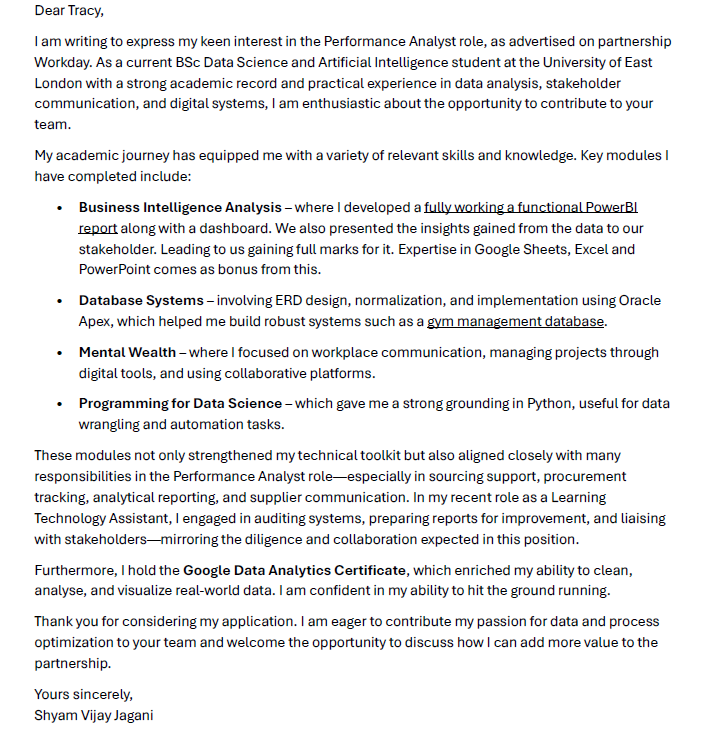 Dear Tracy,
I am writing to express my keen interest in the Performance Analyst role, as advertised on partnership
Workday. As a current BSc Data Science and Artificial Intelligence student at the University of East
London with a strong academic record and practical experience in data analysis, stakeholder
communication, and digital systems, I am enthusiastic about the opportunity to contribute to your
team.
My academic journey has equipped me with a variety of relevant skills and knowledge. Key modules I
have completed include:
• Business Intelligence Analysis – where I developed a fully working a functional PowerBI
report along with a dashboard. We also presented the insights gained from the data to our
stakeholder. Leading to us gaining full marks for it. Expertise in Google Sheets, Excel and
PowerPoint comes as bonus from this.
• Database Systems – involving ERD design, normalization, and implementation using Oracle
Apex, which helped me build robust systems such as a gym management database.
• Mental Wealth – where I focused on workplace communication, managing projects through
digital tools, and using collaborative platforms.
• Programming for Data Science – which gave me a strong grounding in Python, useful for data
wrangling and automation tasks.
These modules not only strengthened my technical toolkit but also aligned closely with many
responsibilities in the Performance Analyst role—especially in sourcing support, procurement
tracking, analytical reporting, and supplier communication. In my recent role as a Learning
Technology Assistant, I engaged in auditing systems, preparing reports for improvement, and liaising
with stakeholders—mirroring the diligence and collaboration expected in this position.
Furthermore, I hold the Google Data Analytics Certificate, which enriched my ability to clean,
analyse, and visualize real-world data. I am confident in my ability to hit the ground running.
Thank you for considering my application. I am eager to contribute my passion for data and process
optimization to your team and welcome the opportunity to discuss how I can add more value to the
partnership.
Yours sincerely,
Shyam Vijay Jagani